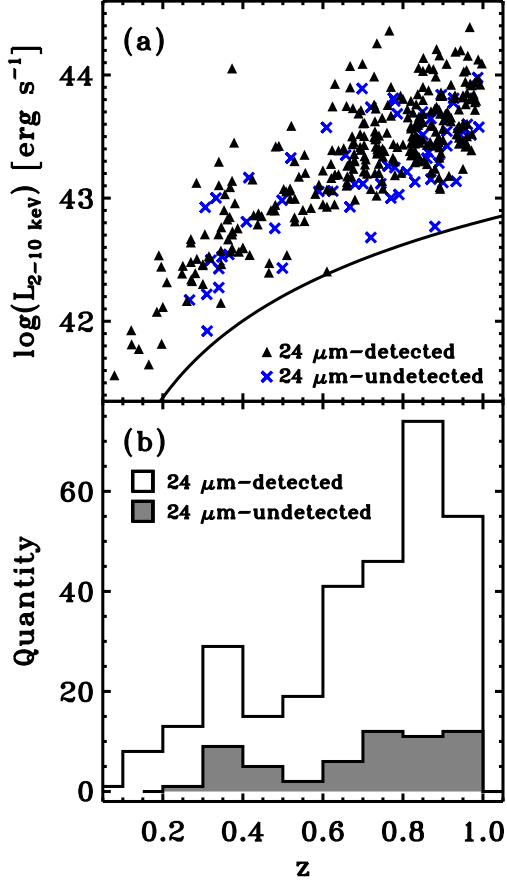 (a)
44
43
42
log(L2−10 keV) [erg s−1]
24 μm−detected
24 μm−undetected
(b)
24 μm−detected
24 μm−undetected
60
40
20
0
Quantity
0.2 0.4 0.6 0.8 1.0
z